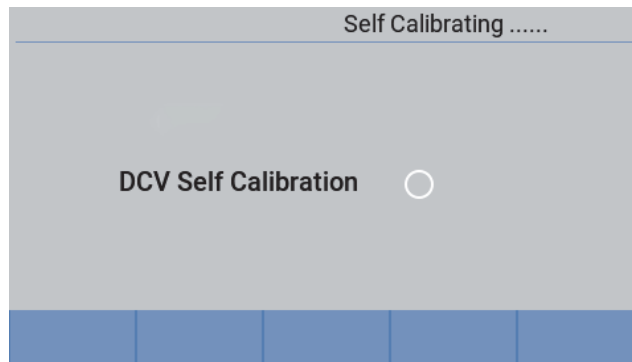 Self Calibrating ......
DCV Self Calibration